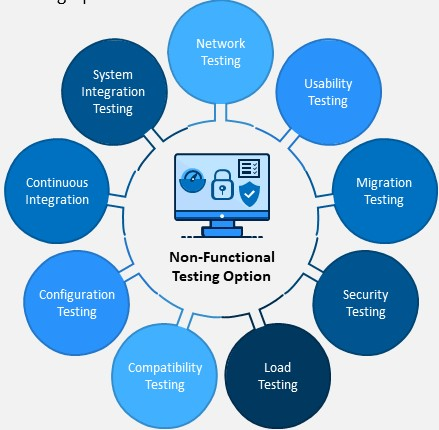 Network
Testing
Usability
Testing
Migration
Testing
Security
Testing
Load
Testing
Compatibility
Testing
Configuration
Testing
Continuous
Integration
System
Integration
Testing
Non-Functional
Testing Option